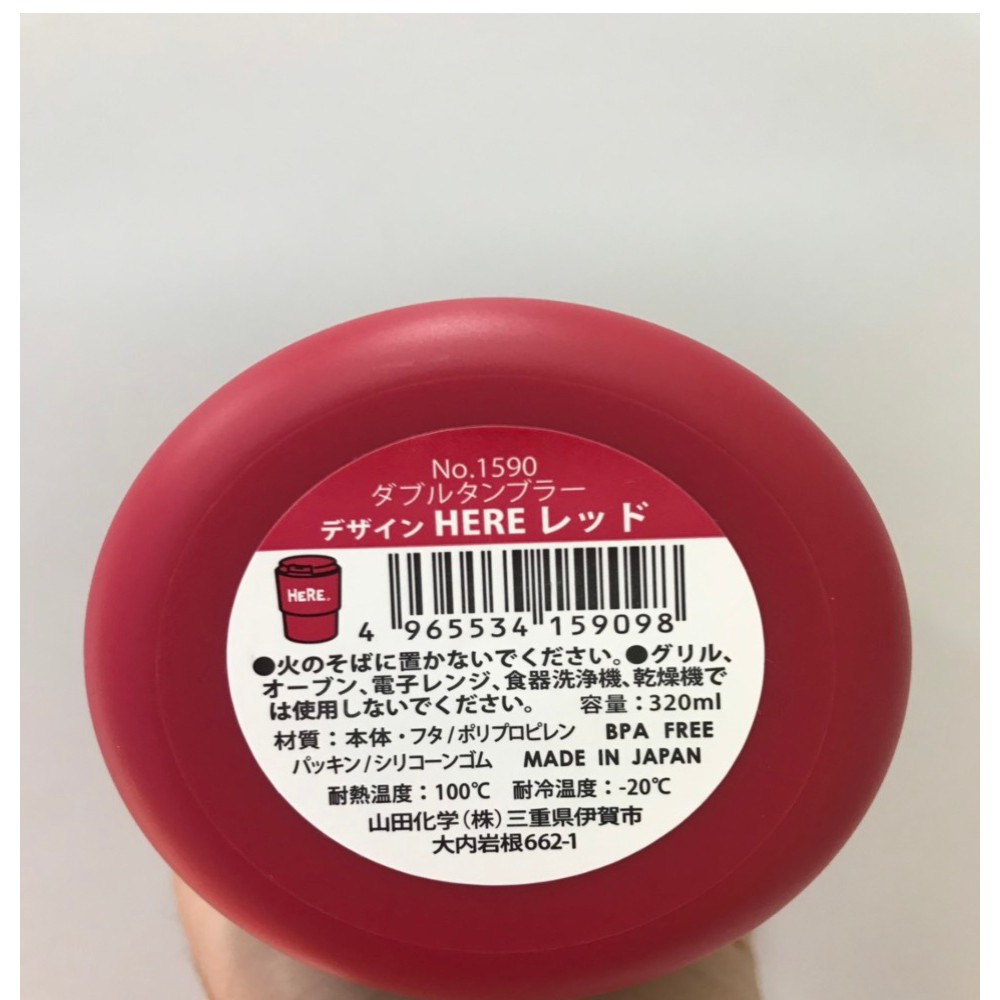 No.1590
ダブルタンブラー
デザイン HERE レッド
HeRE.
4 965534 159098
●火のそばに置かないでください。●グリル、
オーブン、電子レンジ、食器洗浄機、乾燥機で
は使用しないでください。 容量：320ml
材質：本体・フタ/ポリプロピレン BPA FREE
パッキン/シリコーンゴム MADE IN JAPAN
耐熱温度：100℃ 耐冷温度：-20℃
山田化学(株)三重県伊賀市
大内岩根662-1